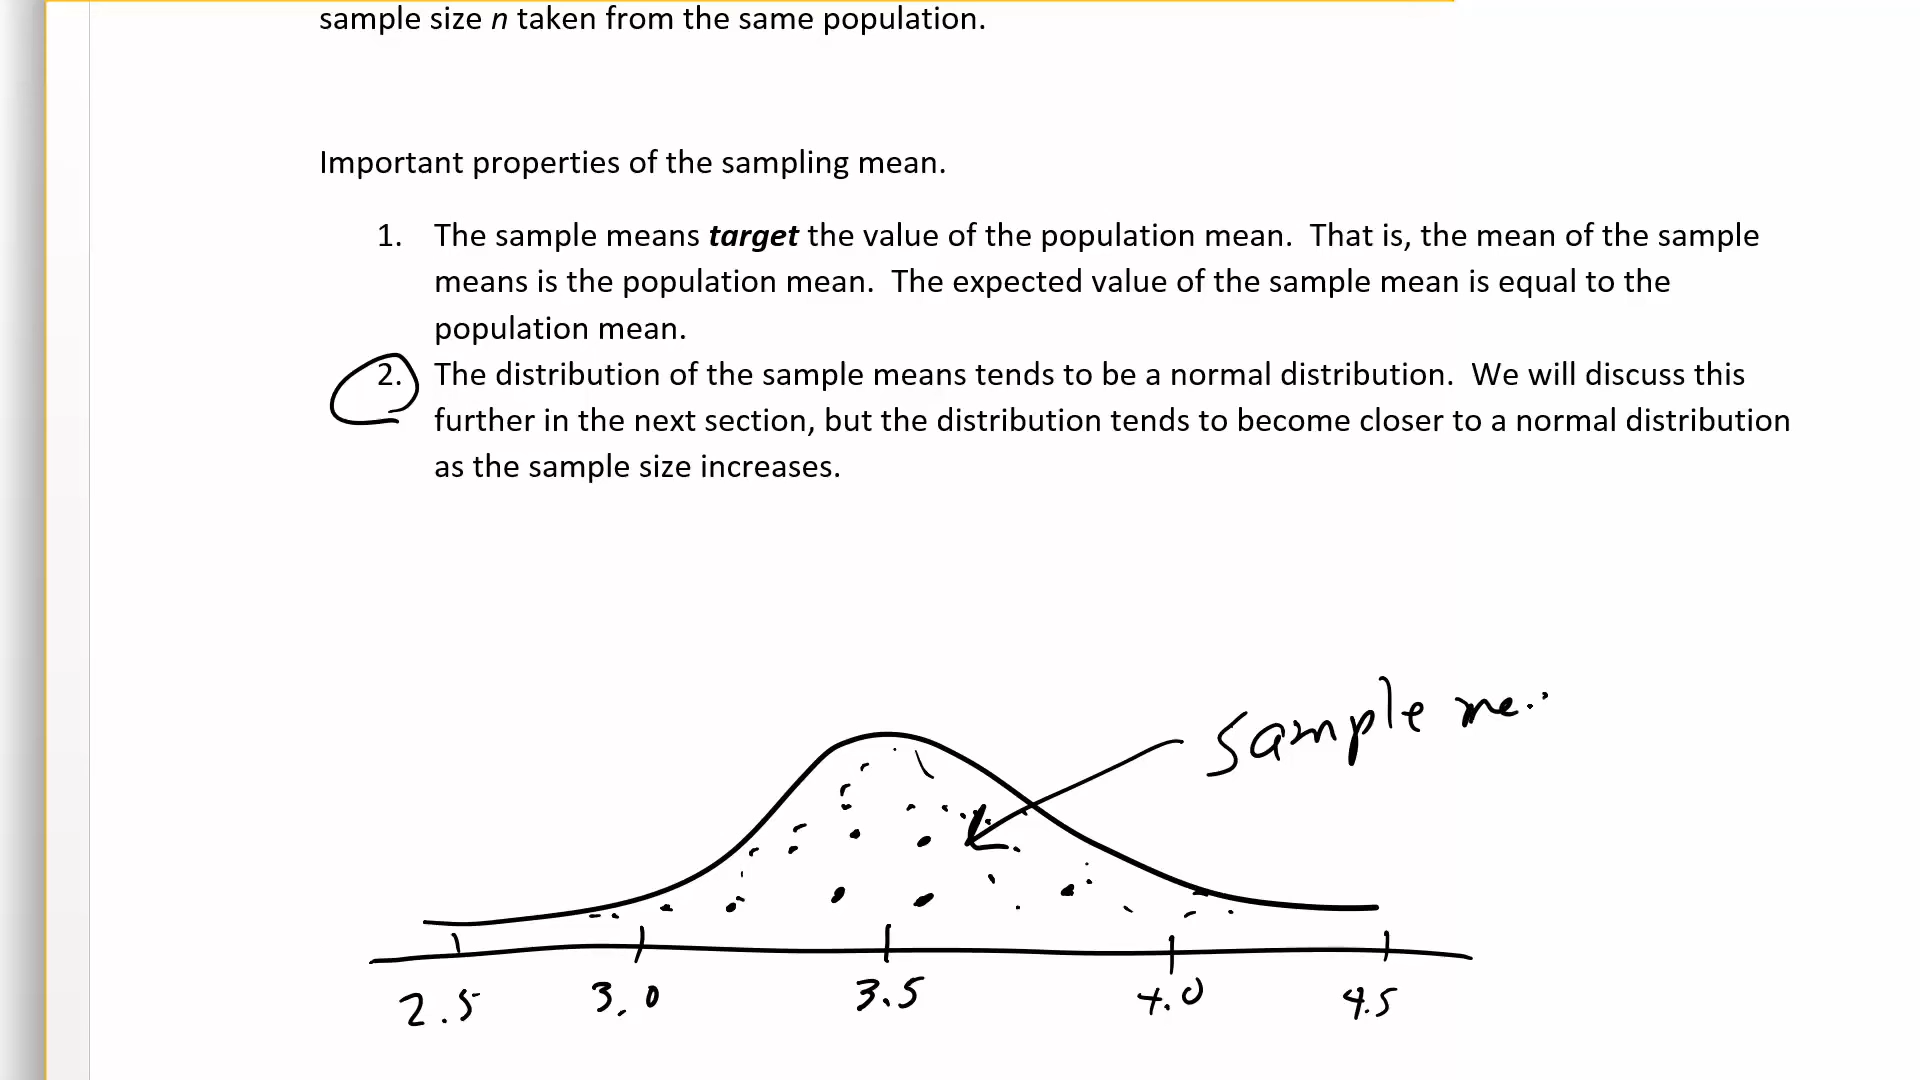 sample size n taken from the same population.
Important properties of the sampling mean.
1. The sample means target the value of the population mean. That is, the mean of the sample
means is the population mean. The expected value of the sample mean is equal to the
population mean.
2. The distribution of the sample means tends to be a normal distribution. We will discuss this
further in the next section, but the distribution tends to become closer to a normal distribution
as the sample size increases.
sample me
2.5 3.0 3.5 4.0 4.5